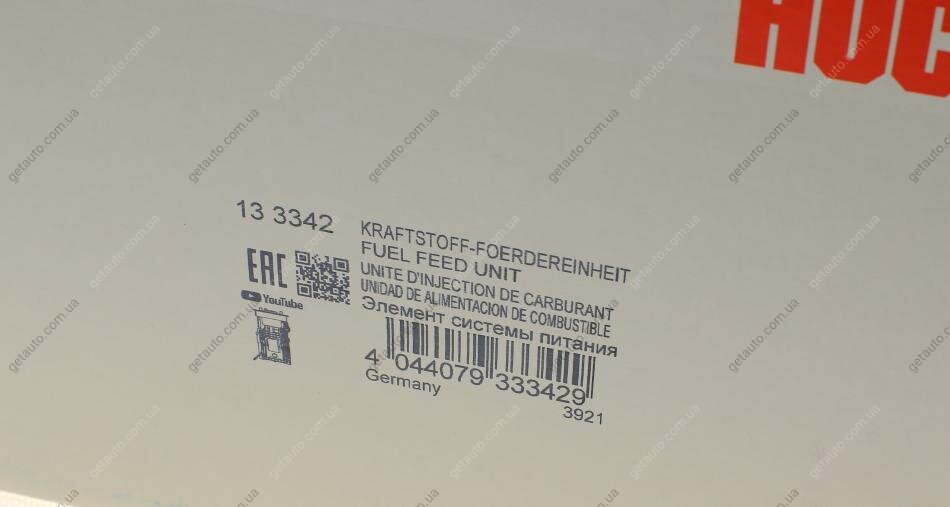 HUC
13 3342
KRAFTSTOFF-FOERDEREINHEIT
FUEL FEED UNIT
UNITE D'INJECTION DE CARBURANT
UNIDAD DE ALIMENTACION DE COMBUSTIBLE
Элемент системы питания
EAC
YouTube
4 044079 333429
Germany
3921
getauto.com.ua